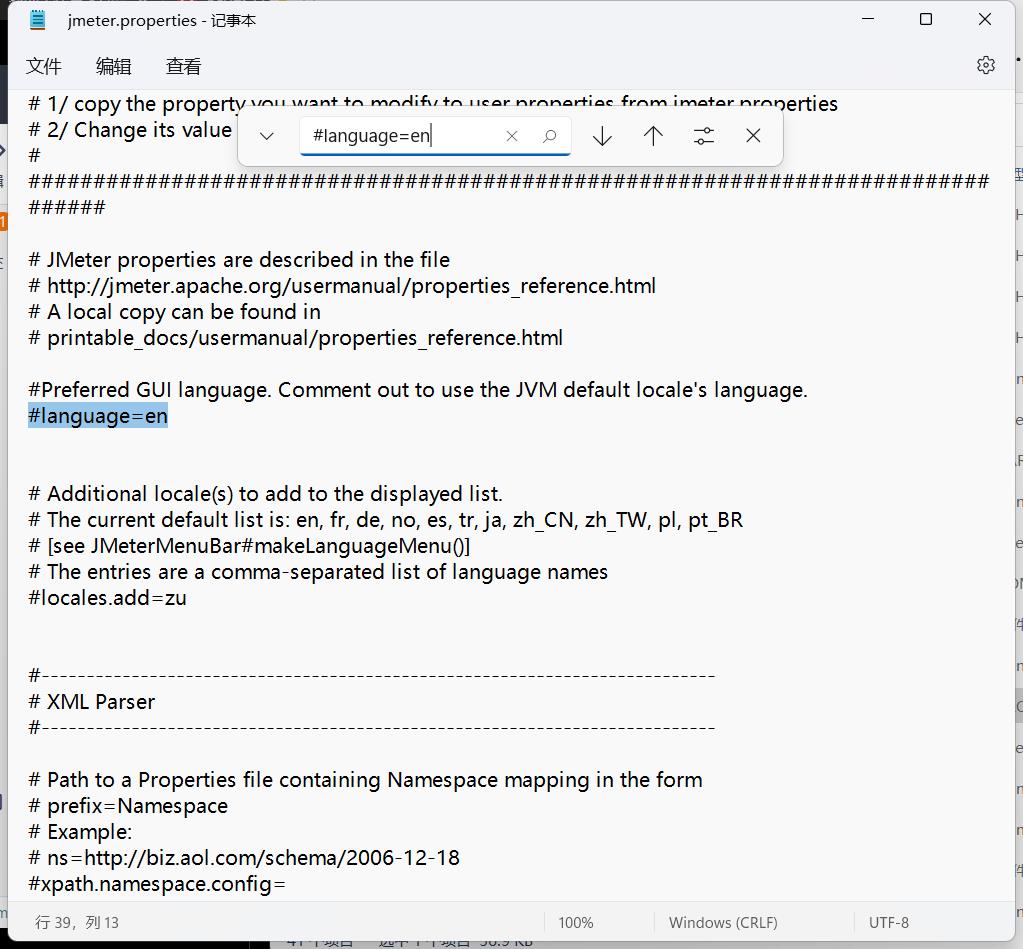 jmeter.properties - 记事本
文件 编辑 查看
# 1/ copy the property you want to modify to user.properties from jmeter.properties
# 2/ Change its value
#language=en
#
##########################################################################
######
# JMeter properties are described in the file
# http://jmeter.apache.org/usermanual/properties_reference.html
# A local copy can be found in
# printable_docs/usermanual/properties_reference.html
#Preferred GUI language. Comment out to use the JVM default locale's language.
#language=en
# Additional locale(s) to add to the displayed list.
# The current default list is: en, fr, de, no, es, tr, ja, zh_CN, zh_TW, pl, pt_BR
# [see JMeterMenuBar#makeLanguageMenu()]
# The entries are a comma-separated list of language names
#locales.add=zu
#---------------------------------------------------------------------------
# XML Parser
#---------------------------------------------------------------------------
# Path to a Properties file containing Namespace mapping in the form
# prefix=Namespace
# Example:
# ns=http://biz.aol.com/schema/2006-12-18
#xpath.namespace.config=
行 39，列 13 100% Windows (CRLF) UTF-8